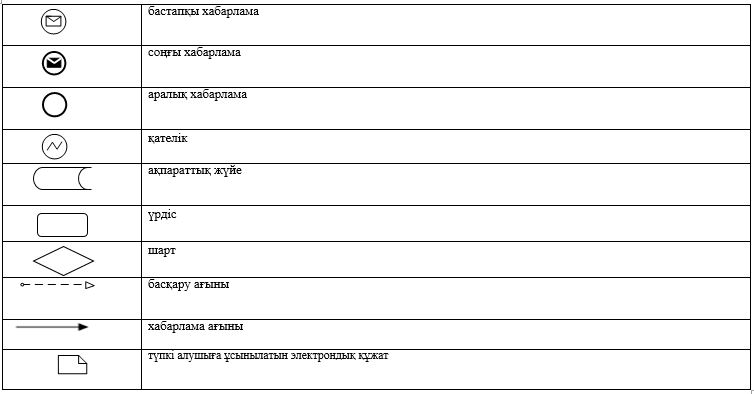 бастапқы хабарлама
соңғы хабарлама
аралық хабарлама
қателік
ақпараттық жүйе
үрдіс
шарт
басқару ағыны
хабарлама ағыны
түпкі алушыға ұсынылатын электрондық құжат